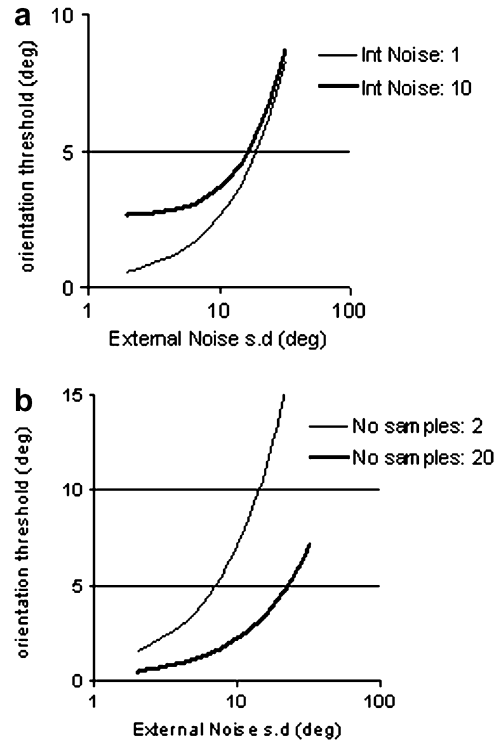 a
10
5
0
orientation threshold (deg)
Int Noise: 1
Int Noise: 10
1
10
100
External Noise s.d (deg)
b
15
10
5
0
orientation threshold (deg)
No samples: 2
No samples: 20
1
10
100
External Noise s.d (deg)